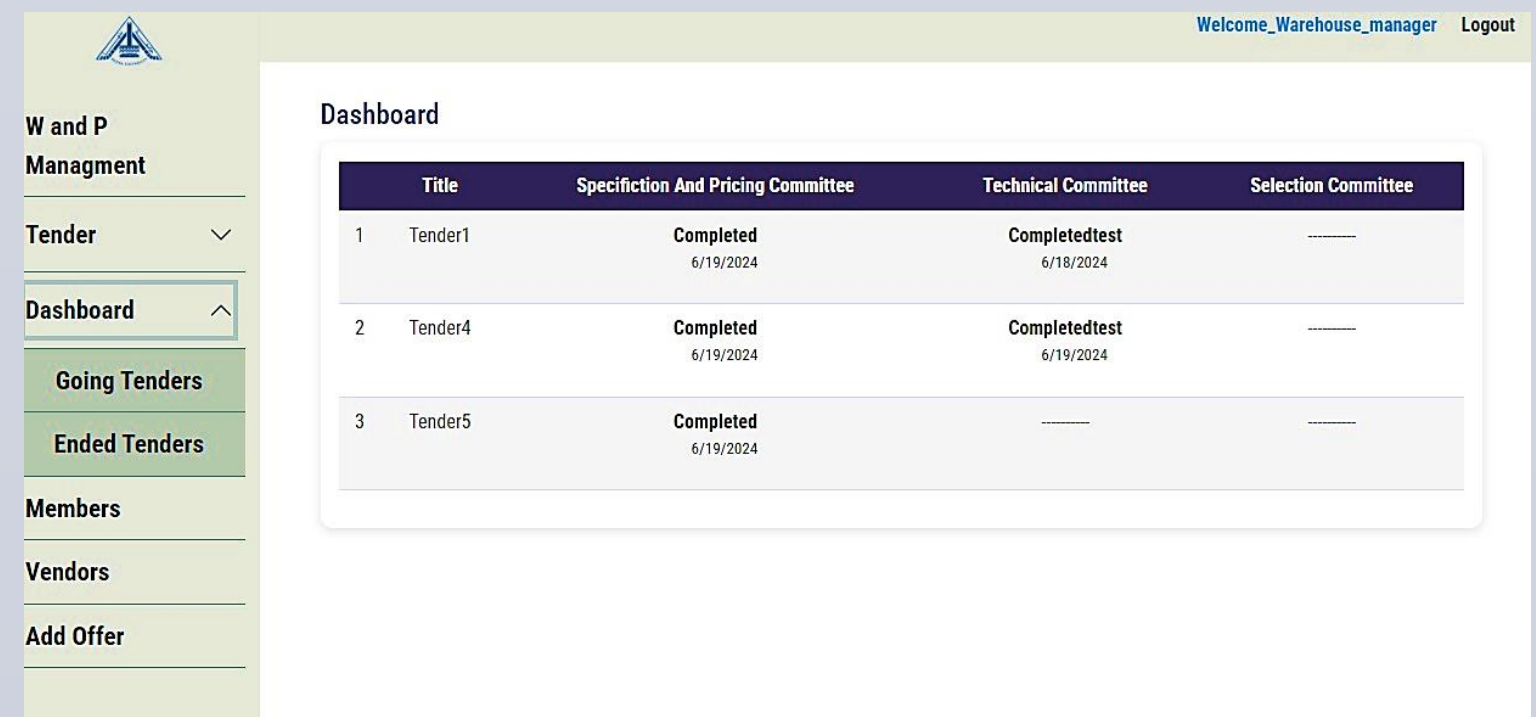 Welcome_Warehouse_manager Logout
W and P
Managment
Tender
Dashboard
Going Tenders
Ended Tenders
Members
Vendors
Add Offer
Dashboard
Title Specifiction And Pricing Committee Technical Committee Selection Committee
1 Tender1 Completed Completedtest ----------
6/19/2024 6/18/2024
2 Tender4 Completed Completedtest ----------
6/19/2024 6/19/2024
3 Tender5 Completed ---------- ----------
6/19/2024